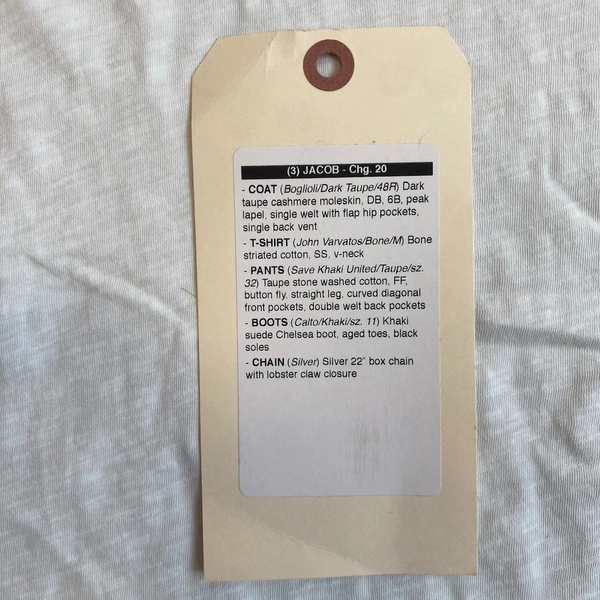 (3) JACOB - Chg. 20
- COAT (Boglioli/Dark Taupe/48R) Dark
taupe cashmere moleskin, DB, 6B, peak
lapel, single welt with flap hip pockets,
single back vent
- T-SHIRT (John Varvatos/Bone/M) Bone
striated cotton, SS, v-neck
- PANTS (Save Khaki United/Taupe/sz.
32) Taupe stone washed cotton, FF,
button fly, straight leg, curved diagonal
front pockets, double welt back pockets
- BOOTS (Calto/Khaki/sz. 11) Khaki
suede Chelsea boot, aged toes, black
soles
- CHAIN (Silver) Silver 22" box chain
with lobster claw closure